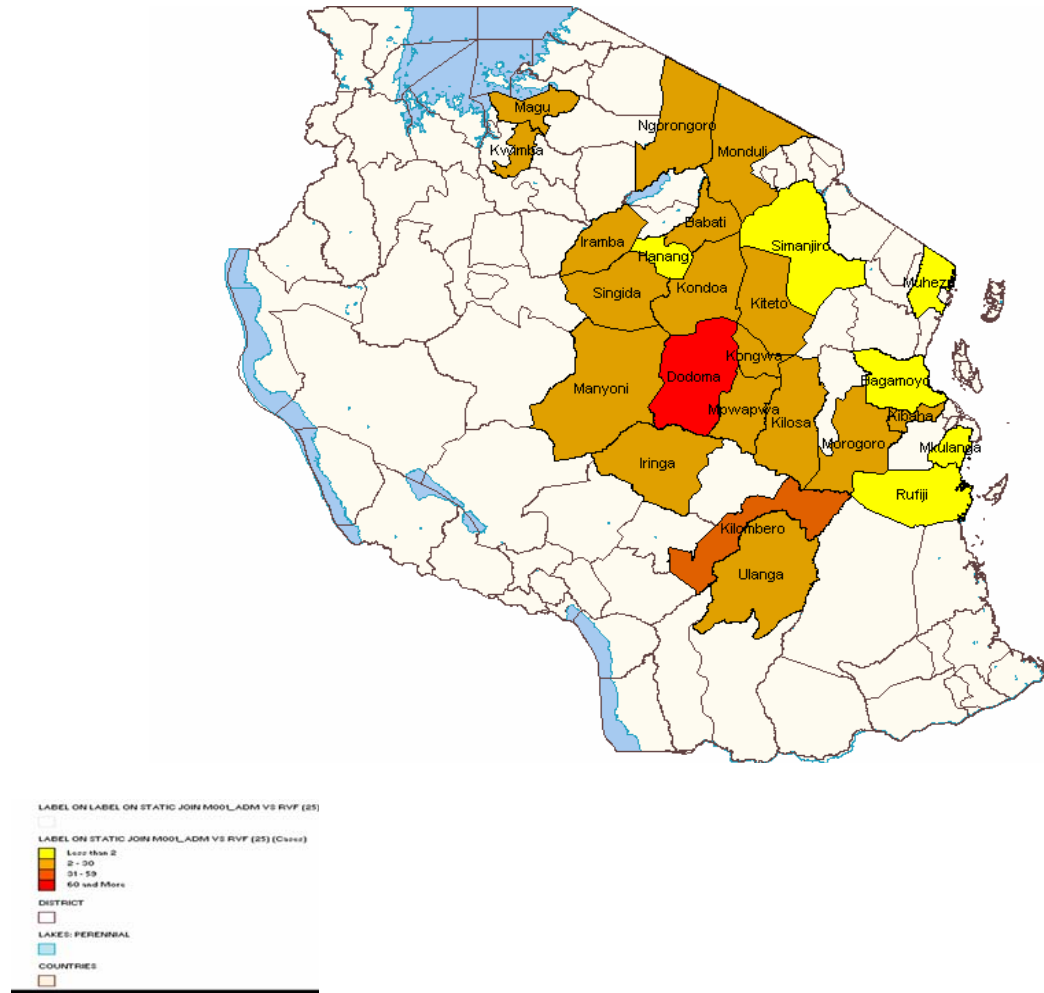 Magu
Ngorongoro
Kwimba
Monduli
Babati
Iramba
Simanjiro
Hanang
Muheza
Singida
Kondoa
Kiteto
Kongwa
Dodoma
Bagamoyo
Manyoni
Mpwapwa
Kibaha
Kilosa
Morogoro
Mkulanga
Iringa
Rufiji
Kilombero
Ulanga
LABEL ON LABEL ON STATIC JOIN M001_ADM VS RVF (25)
LABEL ON STATIC JOIN M001_ADM VS RVF (25) (Cases)
Less than 2
2 - 30
31 - 59
60 and More
DISTRICT
LAKES: PERENNIAL
COUNTRIES